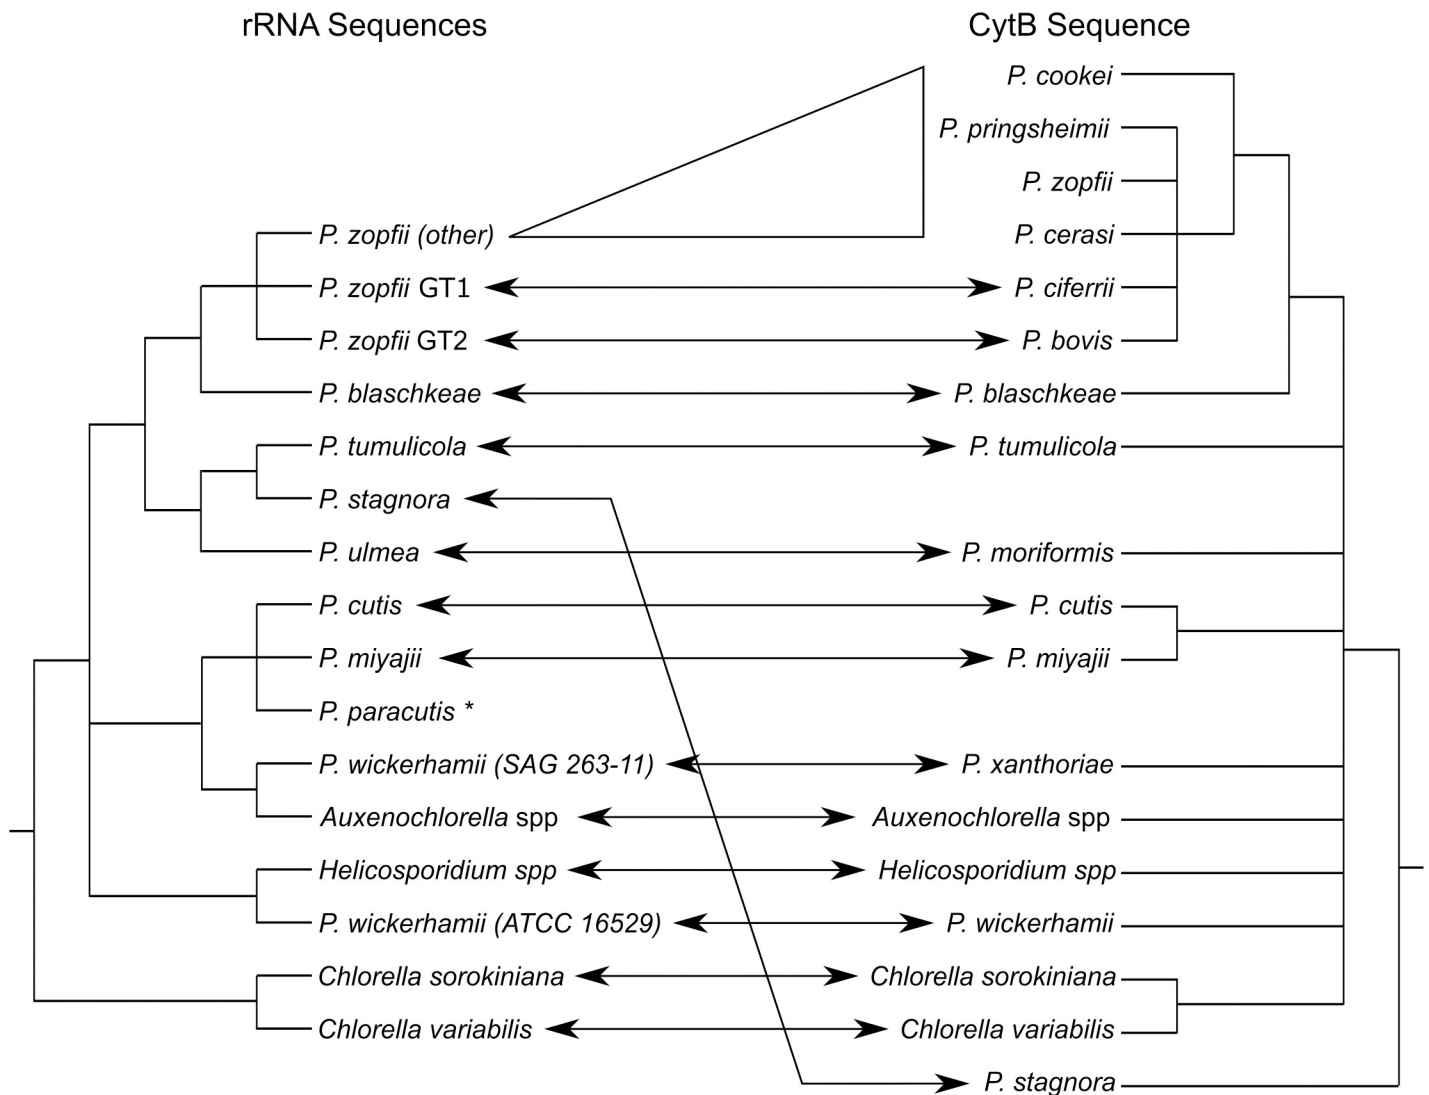 rRNA Sequences
CytB Sequence
P. cookei
P. pringsheimii
P. zopfii
P. zopfii (other)
P. cerasi
P. zopfii GT1
P. ciferrii
P. zopfii GT2
P. bovis
P. blaschkeae
P. blaschkeae
P. tumulicola
P. tumulicola
P. stagnora
P. ulmea
P. moriformis
P. cutis
P. cutis
P. miyajii
P. miyajii
P. paracutis *
P. wickerhamii (SAG 263-11)
P. xanthoriae
Auxenochlorella spp
Auxenochlorella spp
Helicosporidium spp
Helicosporidium spp
P. wickerhamii (ATCC 16529)
P. wickerhamii
Chlorella sorokiniana
Chlorella sorokiniana
Chlorella variabilis
Chlorella variabilis
P. stagnora